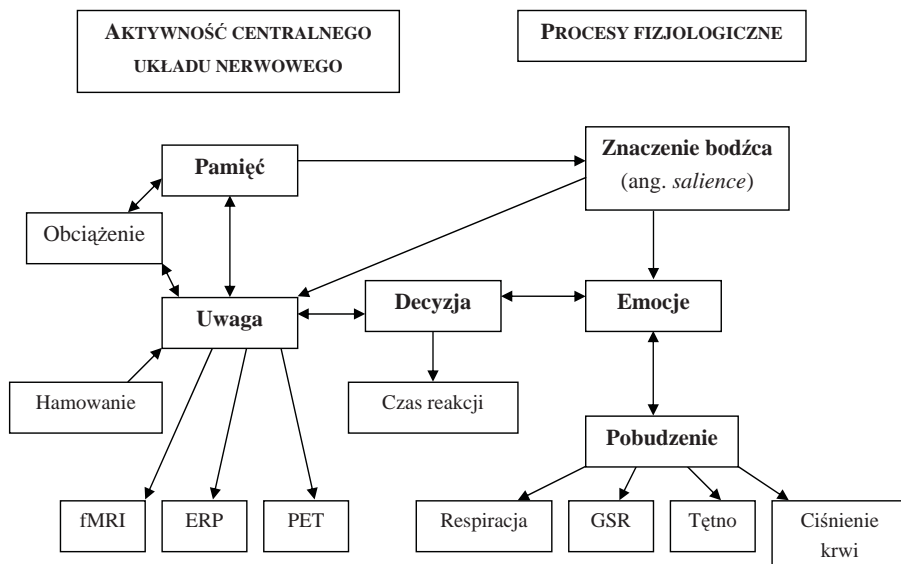 AKTYWNOŚĆ CENTRALNEGO
UKŁADU NERWOWEGO
PROCESY FIZJOLOGICZNE
Pamięć
Znaczenie bodźca
(ang. salience)
Obciążenie
Uwaga
Decyzja
Emocje
Hamowanie
Czas reakcji
Pobudzenie
fMRI
ERP
PET
Respiracja
GSR
Tętno
Ciśnienie
krwi